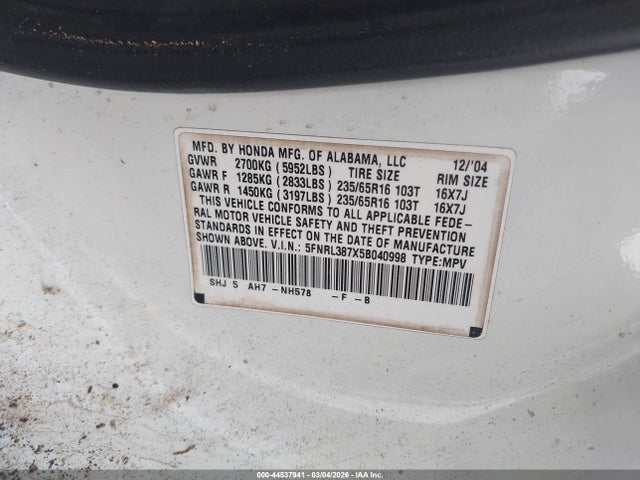 MFD. BY HONDA MFG. OF ALABAMA, LLC 12/'04
GVWR 2700KG (5952LBS) TIRE SIZE RIM SIZE
GAWR F 1285KG (2833LBS) 235/65R16 103T 16X7J
GAWR R 1450KG (3197LBS) 235/65R16 103T 16X7J
THIS VEHICLE CONFORMS TO ALL APPLICABLE FEDE-
RAL MOTOR VEHICLE SAFETY AND THEFT PREVENTION
STANDARDS IN EFFECT ON THE DATE OF MANUFACTURE
SHOWN ABOVE. V.I.N.: 5FNRL387X5B040998 TYPE:MPV
SHJ 5 AH7 -NH578 -F -B
000-44537941 - 03/04/2026 - IAAI.COM